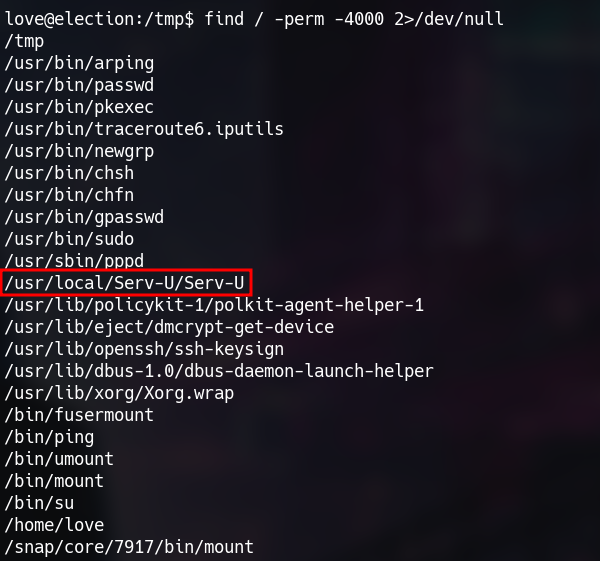 love@election:/tmp$ find / -perm -4000 2>/dev/null
/tmp
/usr/bin/arping
/usr/bin/passwd
/usr/bin/pkexec
/usr/bin/traceroute6.iputils
/usr/bin/newgrp
/usr/bin/chsh
/usr/bin/chfn
/usr/bin/gpasswd
/usr/bin/sudo
/usr/sbin/pppd
/usr/local/Serv-U/Serv-U
/usr/lib/policykit-1/polkit-agent-helper-1
/usr/lib/eject/dmcrypt-get-device
/usr/lib/openssh/ssh-keysign
/usr/lib/dbus-1.0/dbus-daemon-launch-helper
/usr/lib/xorg/Xorg.wrap
/bin/fusermount
/bin/ping
/bin/umount
/bin/mount
/bin/su
/home/love
/snap/core/7917/bin/mount